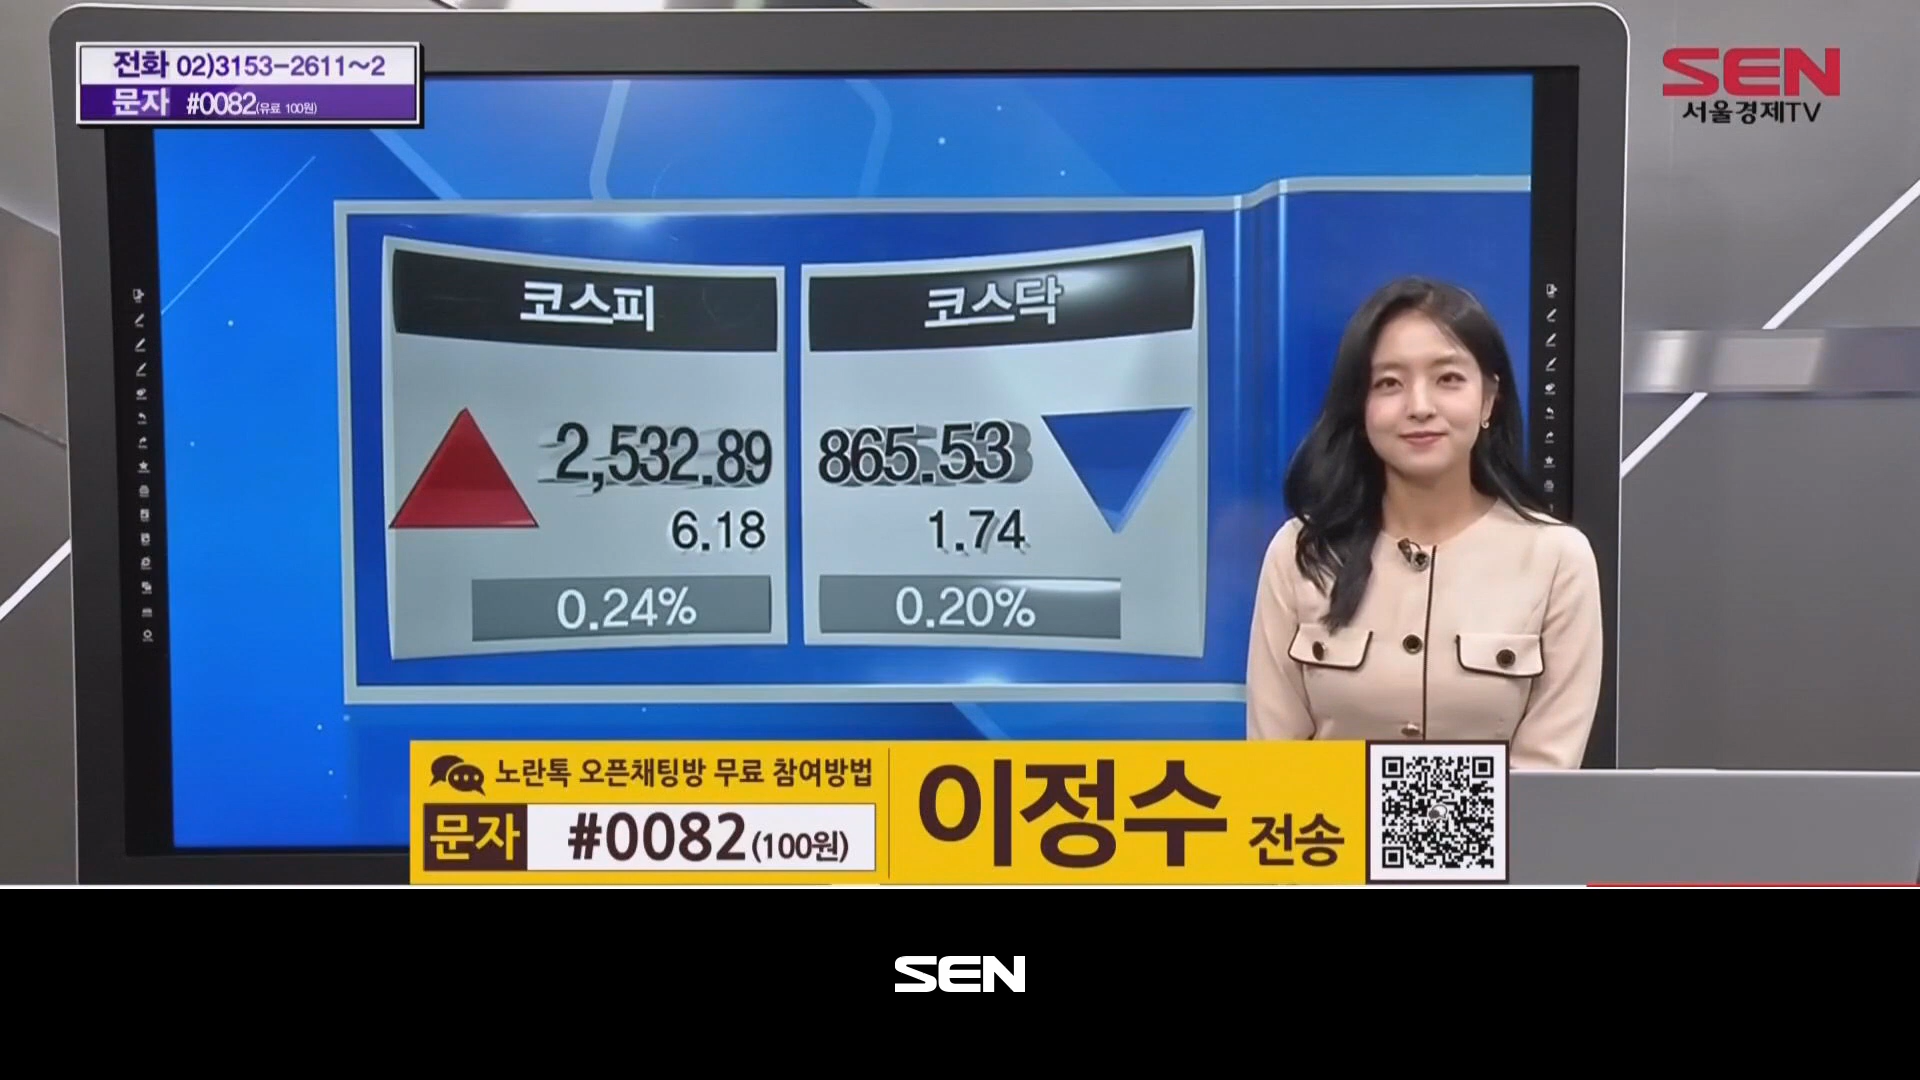 전화 02)3153-2611~2
문자 #0082(유료 100원)
SEN
서울경제TV
코스피
2,532.89
6.18
0.24%
코스닥
865.53
1.74
0.20%
노란톡 오픈채팅방 무료 참여방법
문자 #0082(100원)
이정수 전송
SEN